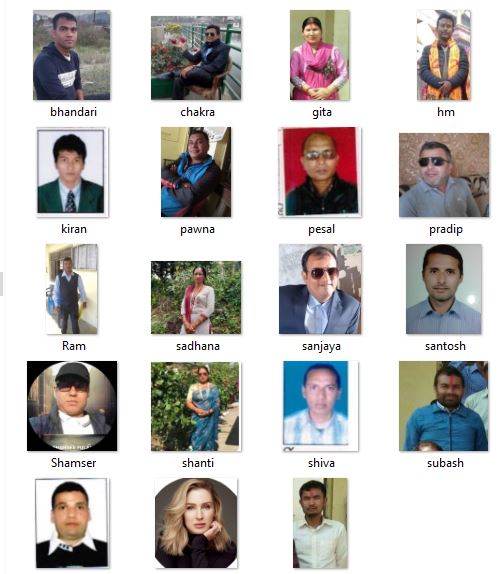 bhandari
chakra
gita
hm
kiran
pawna
pesal
pradip
Ram
sadhana
sanjaya
santosh
Shamser
shanti
shiva
subash